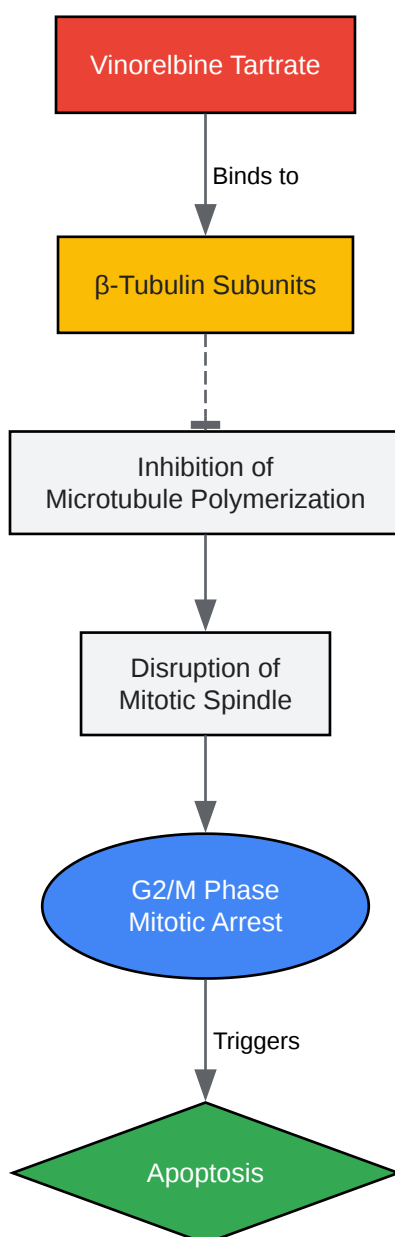 Vinorelbine Tartrate
Binds to
β-Tubulin Subunits
Inhibition of
Microtubule Polymerization
Disruption of
Mitotic Spindle
G2/M Phase
Mitotic Arrest
Triggers
Apoptosis